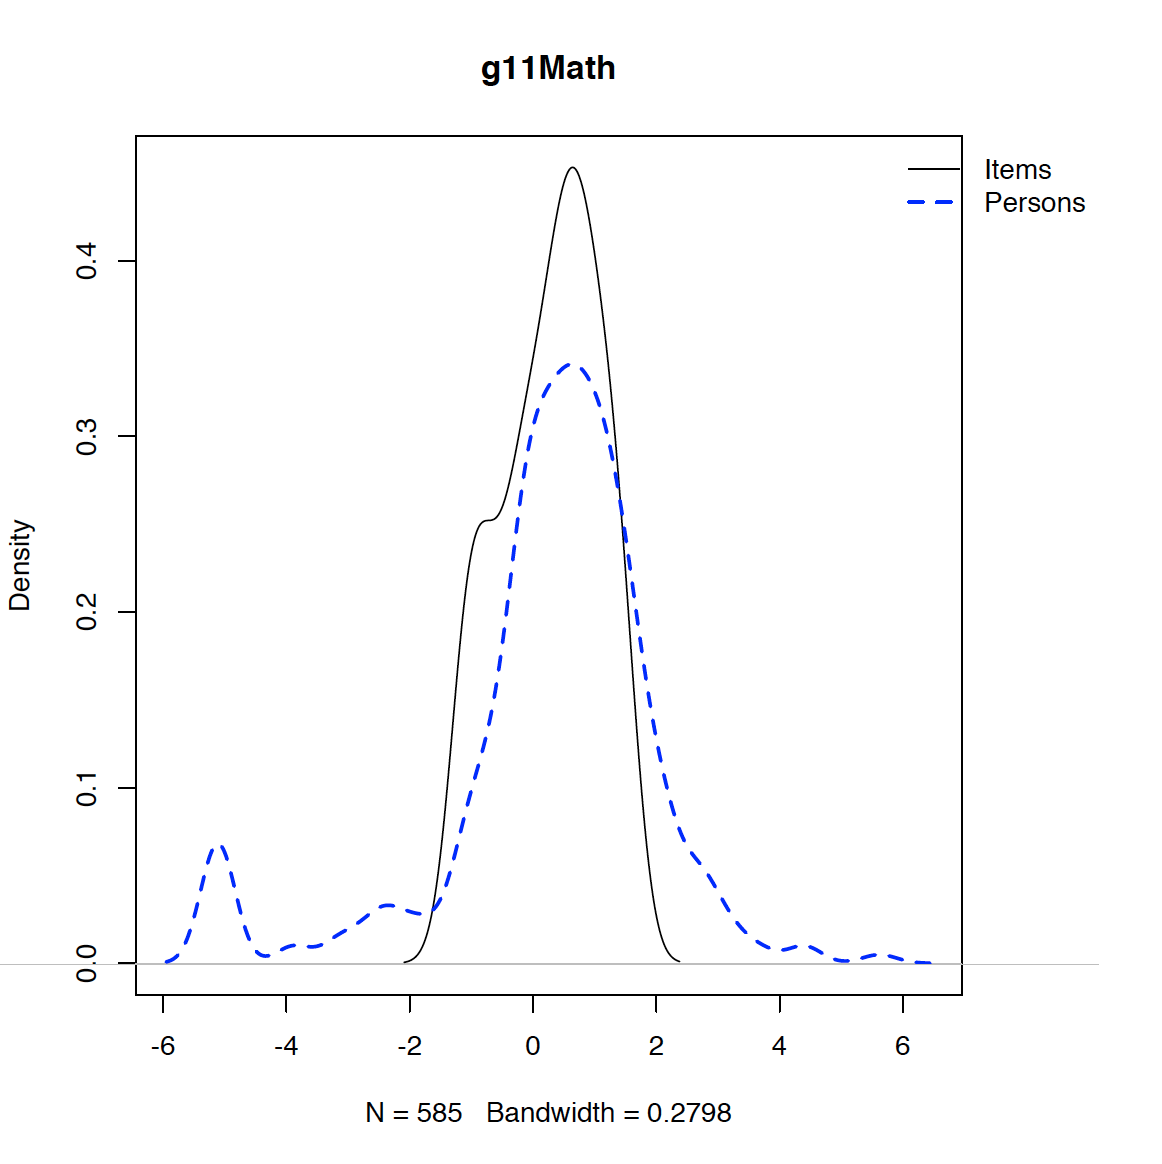 g11Math
Items
Persons
Density
0.4
0.3
0.2
0.1
0.0
-6 -4 -2 0 2 4 6
N = 585 Bandwidth = 0.2798